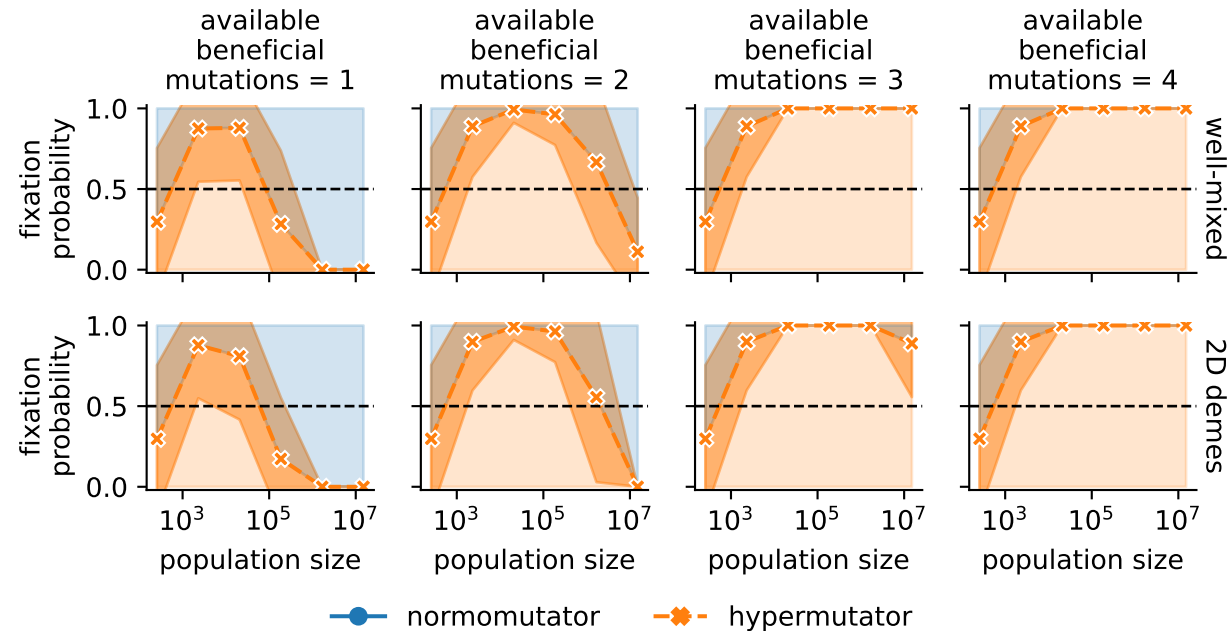 available
beneficial
mutations = 1
available
beneficial
mutations = 2
available
beneficial
mutations = 3
available
beneficial
mutations = 4
fixation
probability
1.0
0.5
0.0
well-mixed
fixation
probability
1.0
0.5
0.0
2D demes
10³ 10⁵ 10⁷
10³ 10⁵ 10⁷
10³ 10⁵ 10⁷
10³ 10⁵ 10⁷
population size
population size
population size
population size
normomutator
hypermutator